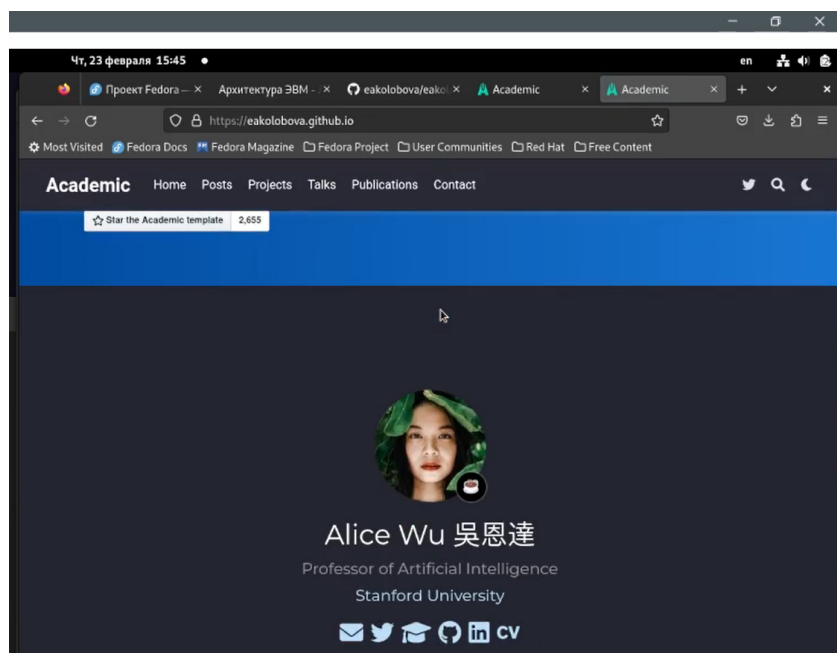 Чт, 23 февраля 15:45 en
Проект Fedora — Архитектура ЭВМ - eakolobova/eakol Academic Academic
https://eakolobova.github.io
Most Visited Fedora Docs Fedora Magazine Fedora Project User Communities Red Hat Free Content
Academic Home Posts Projects Talks Publications Contact
Star the Academic template 2,655
Alice Wu 吳恩達
Professor of Artificial Intelligence
Stanford University
CV